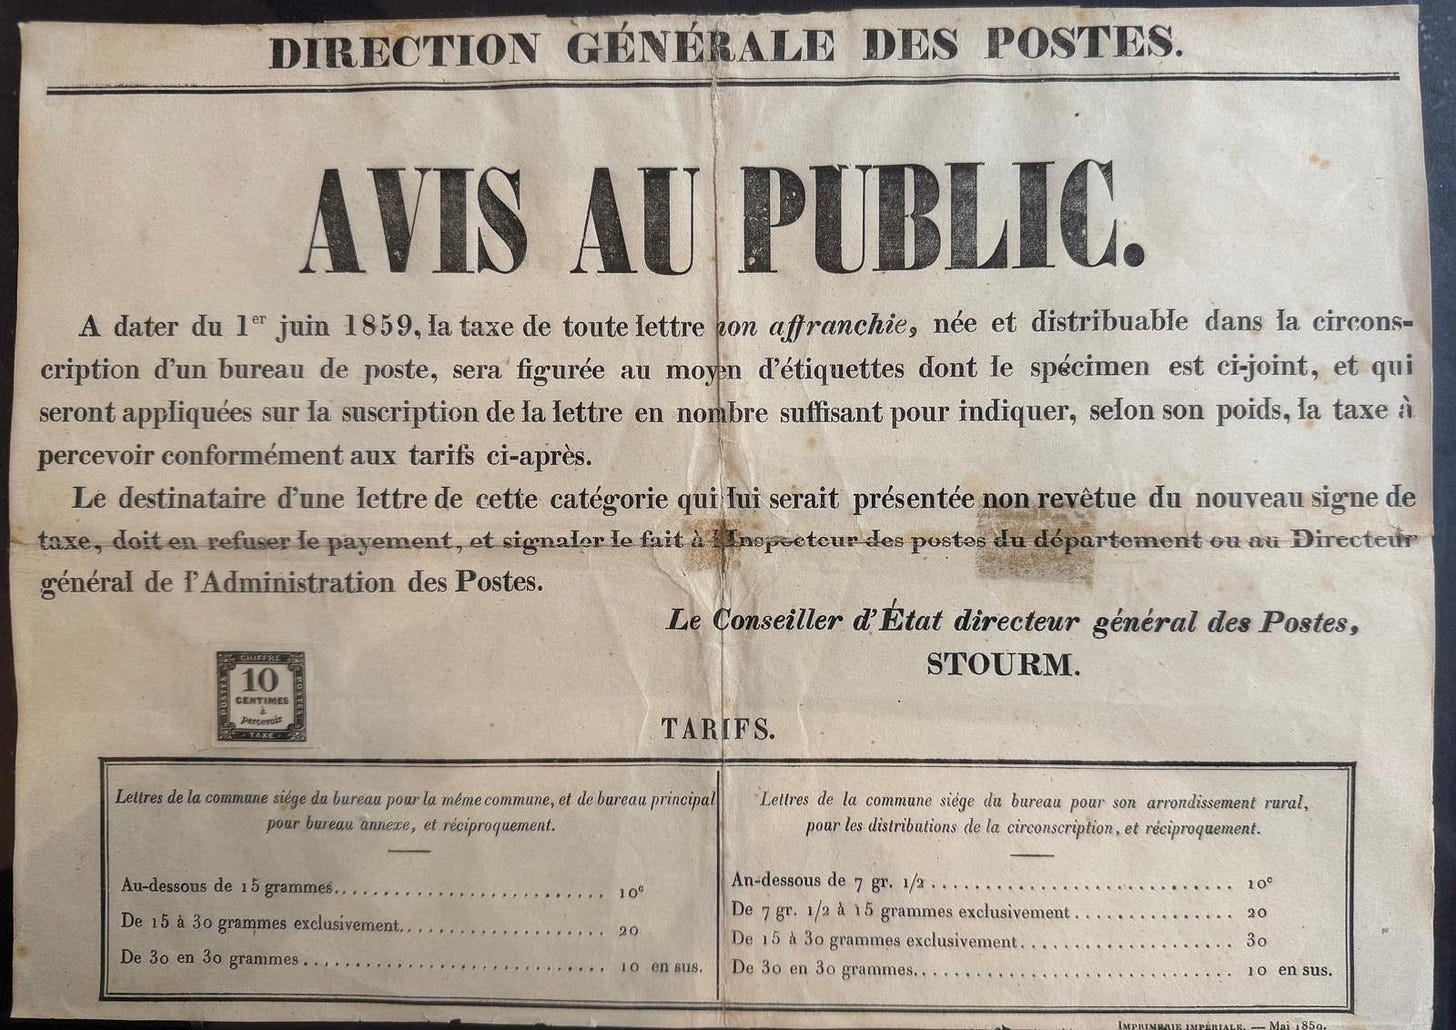 DIRECTION GÉNÉRALE DES POSTES.
AVIS AU PUBLIC.
A dater du 1er juin 1859, la taxe de toute lettre non affranchie, née et distribuable dans la circons-
cription d'un bureau de poste, sera figurée au moyen d'étiquettes dont le spécimen est ci-joint, et qui
seront appliquées sur la suscription de la lettre en nombre suffisant pour indiquer, selon son poids, la taxe à
percevoir conformément aux tarifs ci-après.
Le destinataire d'une lettre de cette catégorie qui lui serait présentée non revêtue du nouveau signe de
taxe, doit en refuser le payement, et signaler le fait à l'Inspecteur des postes du département ou au Directeur
général de l'Administration des Postes.
Le Conseiller d'État directeur général des Postes,
STOURM.
CHIFFRE
POSTES
10
CENTIMES
à
percevoir
POSTES
TAXE
TARIFS.
Lettres de la commune siége du bureau pour la même commune, et de bureau principal
pour bureau annexe, et réciproquement.
Au-dessous de 15 grammes. 10c
De 15 à 30 grammes exclusivement. 20
De 30 en 30 grammes 10 en sus.
Lettres de la commune siége du bureau pour son arrondissement rural,
pour les distributions de la circonscription, et réciproquement.
An-dessous de 7 gr. 1/2 10c
De 7 gr. 1/2 à 15 grammes exclusivement 20
De 15 à 30 grammes exclusivement. 30
De 30 en 30 grammes. 10 en sus.
IMPRIMERIE IMPÉRIALE. — Mai 1859.